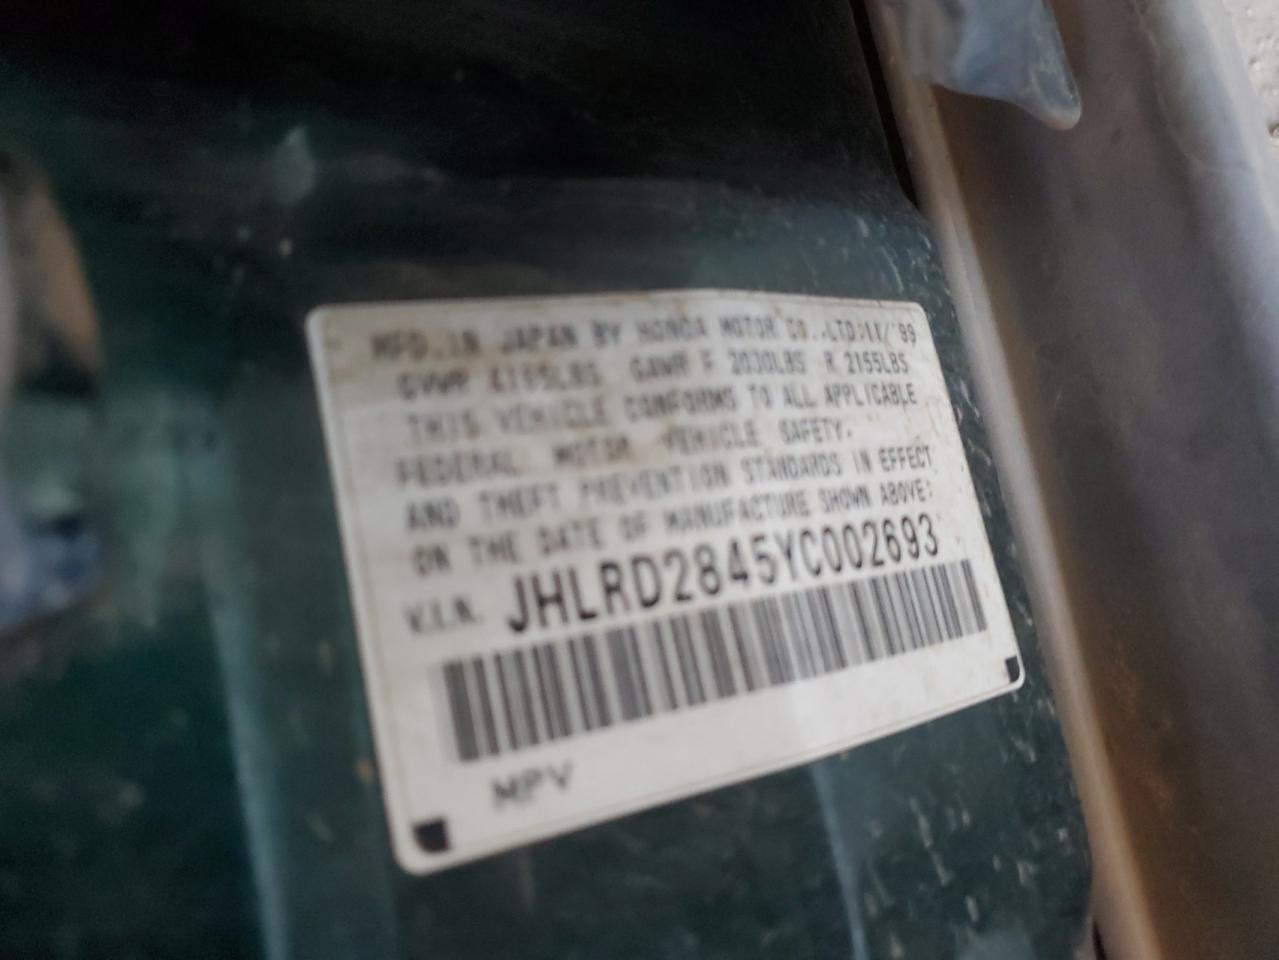 MFD. IN JAPAN BY HONDA MOTOR CO., LTD. 11/'99
GVWR 4155LBS GAWR F 2030LBS R 2155LBS
THIS VEHICLE CONFORMS TO ALL APPLICABLE
FEDERAL MOTOR VEHICLE SAFETY.
AND THEFT PREVENTION STANDARDS IN EFFECT
ON THE DATE OF MANUFACTURE SHOWN ABOVE:
V.I.N. JHLRD2845YC002693
MPV